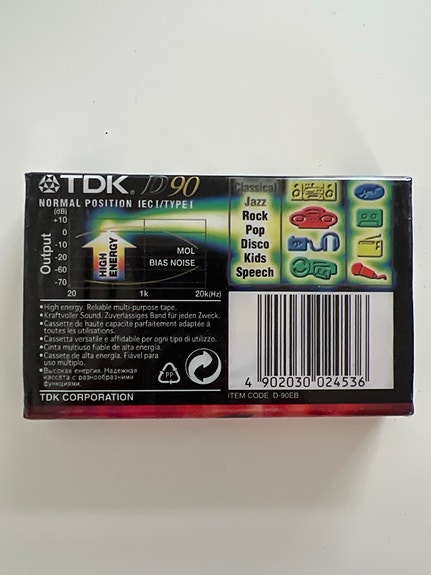 TDK. D90
NORMAL POSITION IECI/TYPE I
(dB)
+10
0
-10
-50
-60
-70
Output
HIGH
ENERGY
MOL
BIAS NOISE
20 1k 20k(Hz)
Classical
Jazz
Rock
Pop
Disco
Kids
Speech
•High energy. Reliable multi-purpose tape.
•Kraftvoller Sound. Zuverlässiges Band für jeden Zweck.
•Cassette de haute capacité parfaitement adaptée à
toutes les utilisations.
•Cassetta versatile e affidabile per ogni tipo di utilizzo.
•Cinta multiuso fiable de alta energía.
•Cassete de alta energia. Fiável para
uso multiplo.
•Высокая енергия. Надежная
кассета с разнообразными
функциями.
PP
TDK CORPORATION
4 902030 024536
ITEM CODE D-90EB